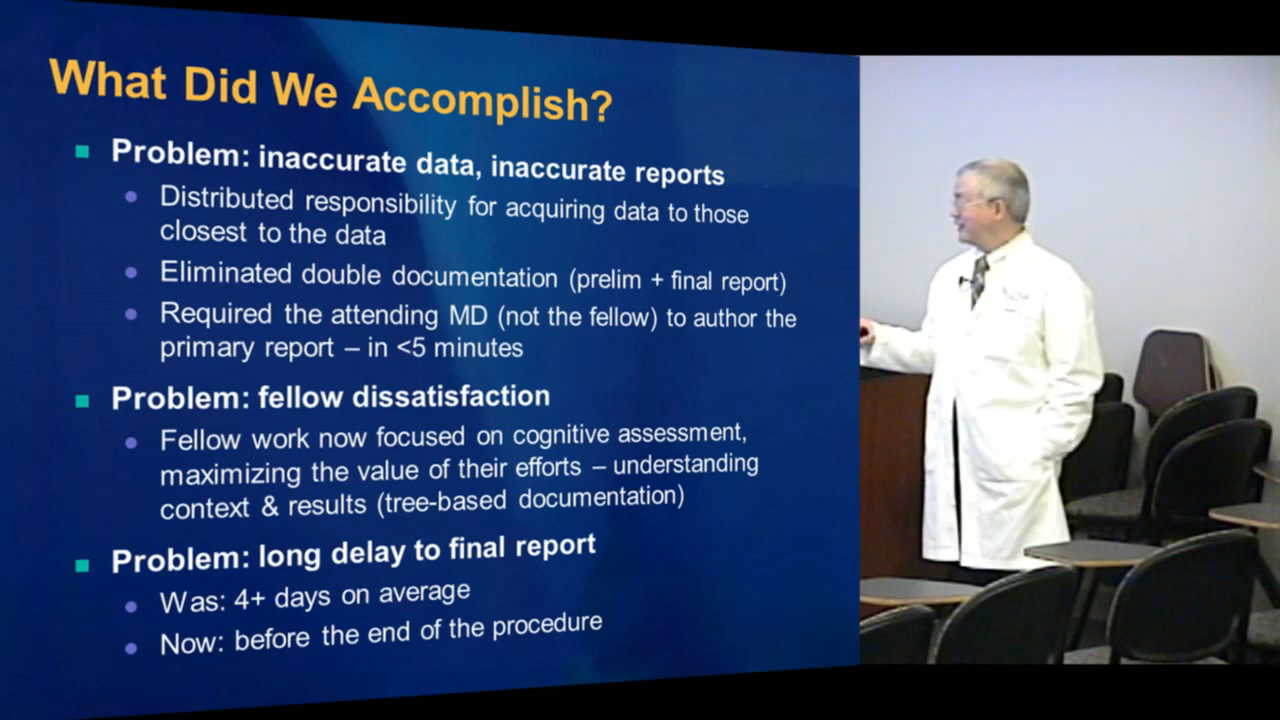 What Did We Accomplish?
Problem: inaccurate data, inaccurate reports
Distributed responsibility for acquiring data to those
closest to the data
Eliminated double documentation (prelim + final report)
Required the attending MD (not the fellow) to author the
primary report – in <5 minutes
Problem: fellow dissatisfaction
Fellow work now focused on cognitive assessment,
maximizing the value of their efforts – understanding
context & results (tree-based documentation)
Problem: long delay to final report
Was: 4+ days on average
Now: before the end of the procedure